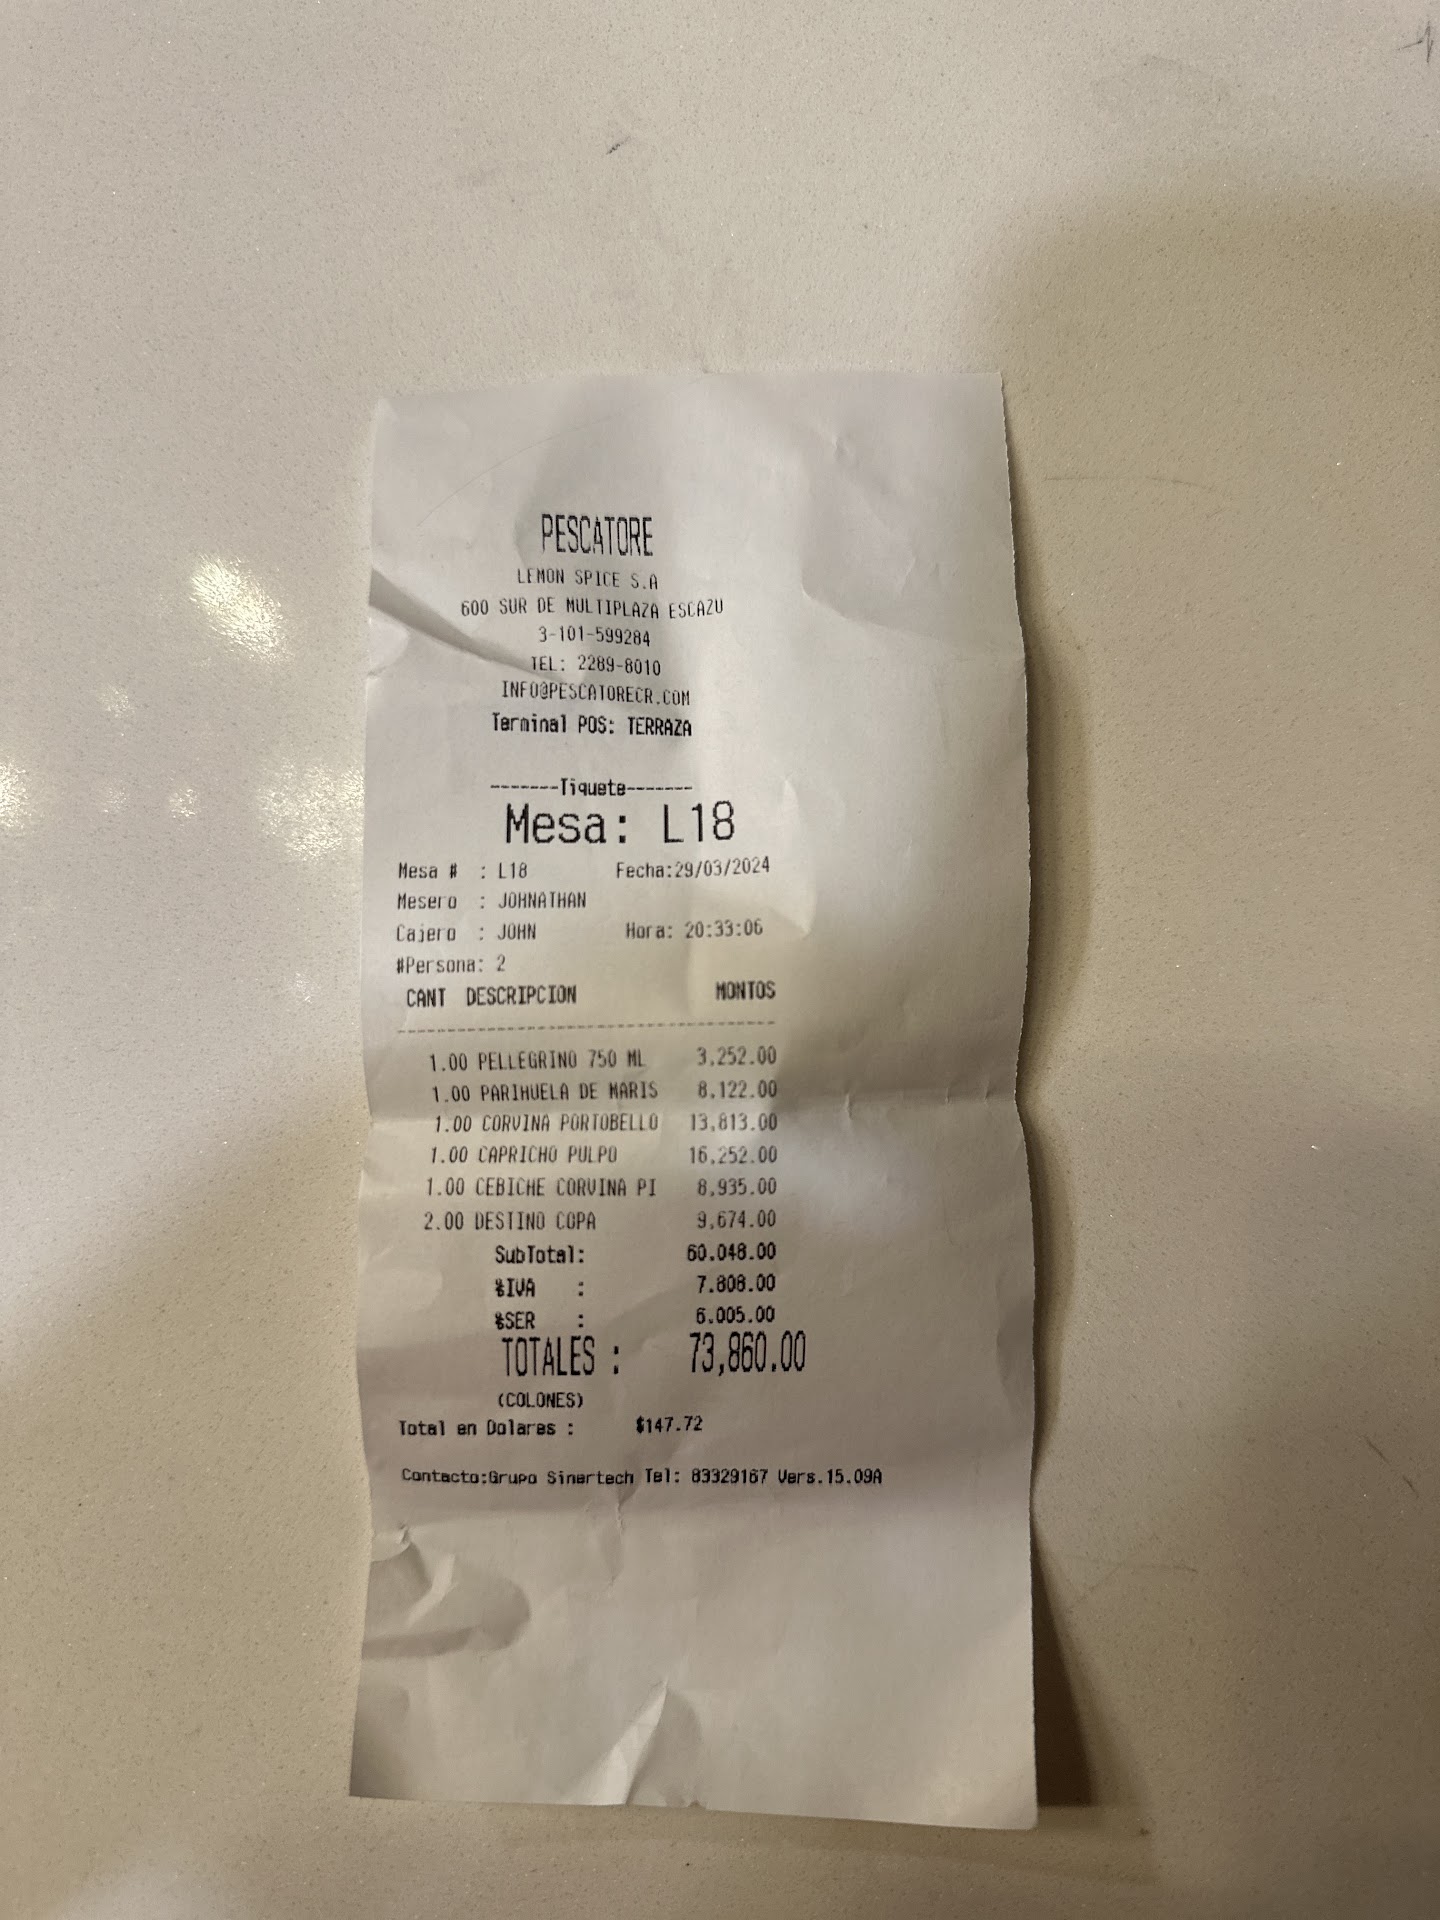 PESCATORE
LEMON SPICE S.A
600 SUR DE MULTIPLAZA ESCAZU
3-101-599284
TEL: 2289-8010
INFO@PESCATORECR.COM
Terminal POS: TERRAZA
-------Tiquete-------
Mesa: L18
Mesa # : L18 Fecha:29/03/2024
Mesero : JOHNATHAN
Cajero : JOHN Hora: 20:33:06
#Persona: 2
CANT DESCRIPCION MONTOS
1.00 PELLEGRINO 750 ML 3,252.00
1.00 PARIHUELA DE MARIS 8,122.00
1.00 CORVINA PORTOBELLO 13,813.00
1.00 CAPRICHO PULPO 16,252.00
1.00 CEBICHE CORVINA PI 8,935.00
2.00 DESTINO COPA 9,674.00
SubTotal: 60,048.00
%IVA : 7,808.00
%SER : 6,005.00
TOTALES : 73,860.00
(COLONES)
Total en Dolares : $147.72
Contacto:Grupo Sinertech Tel: 83329167 Vers.15.09A